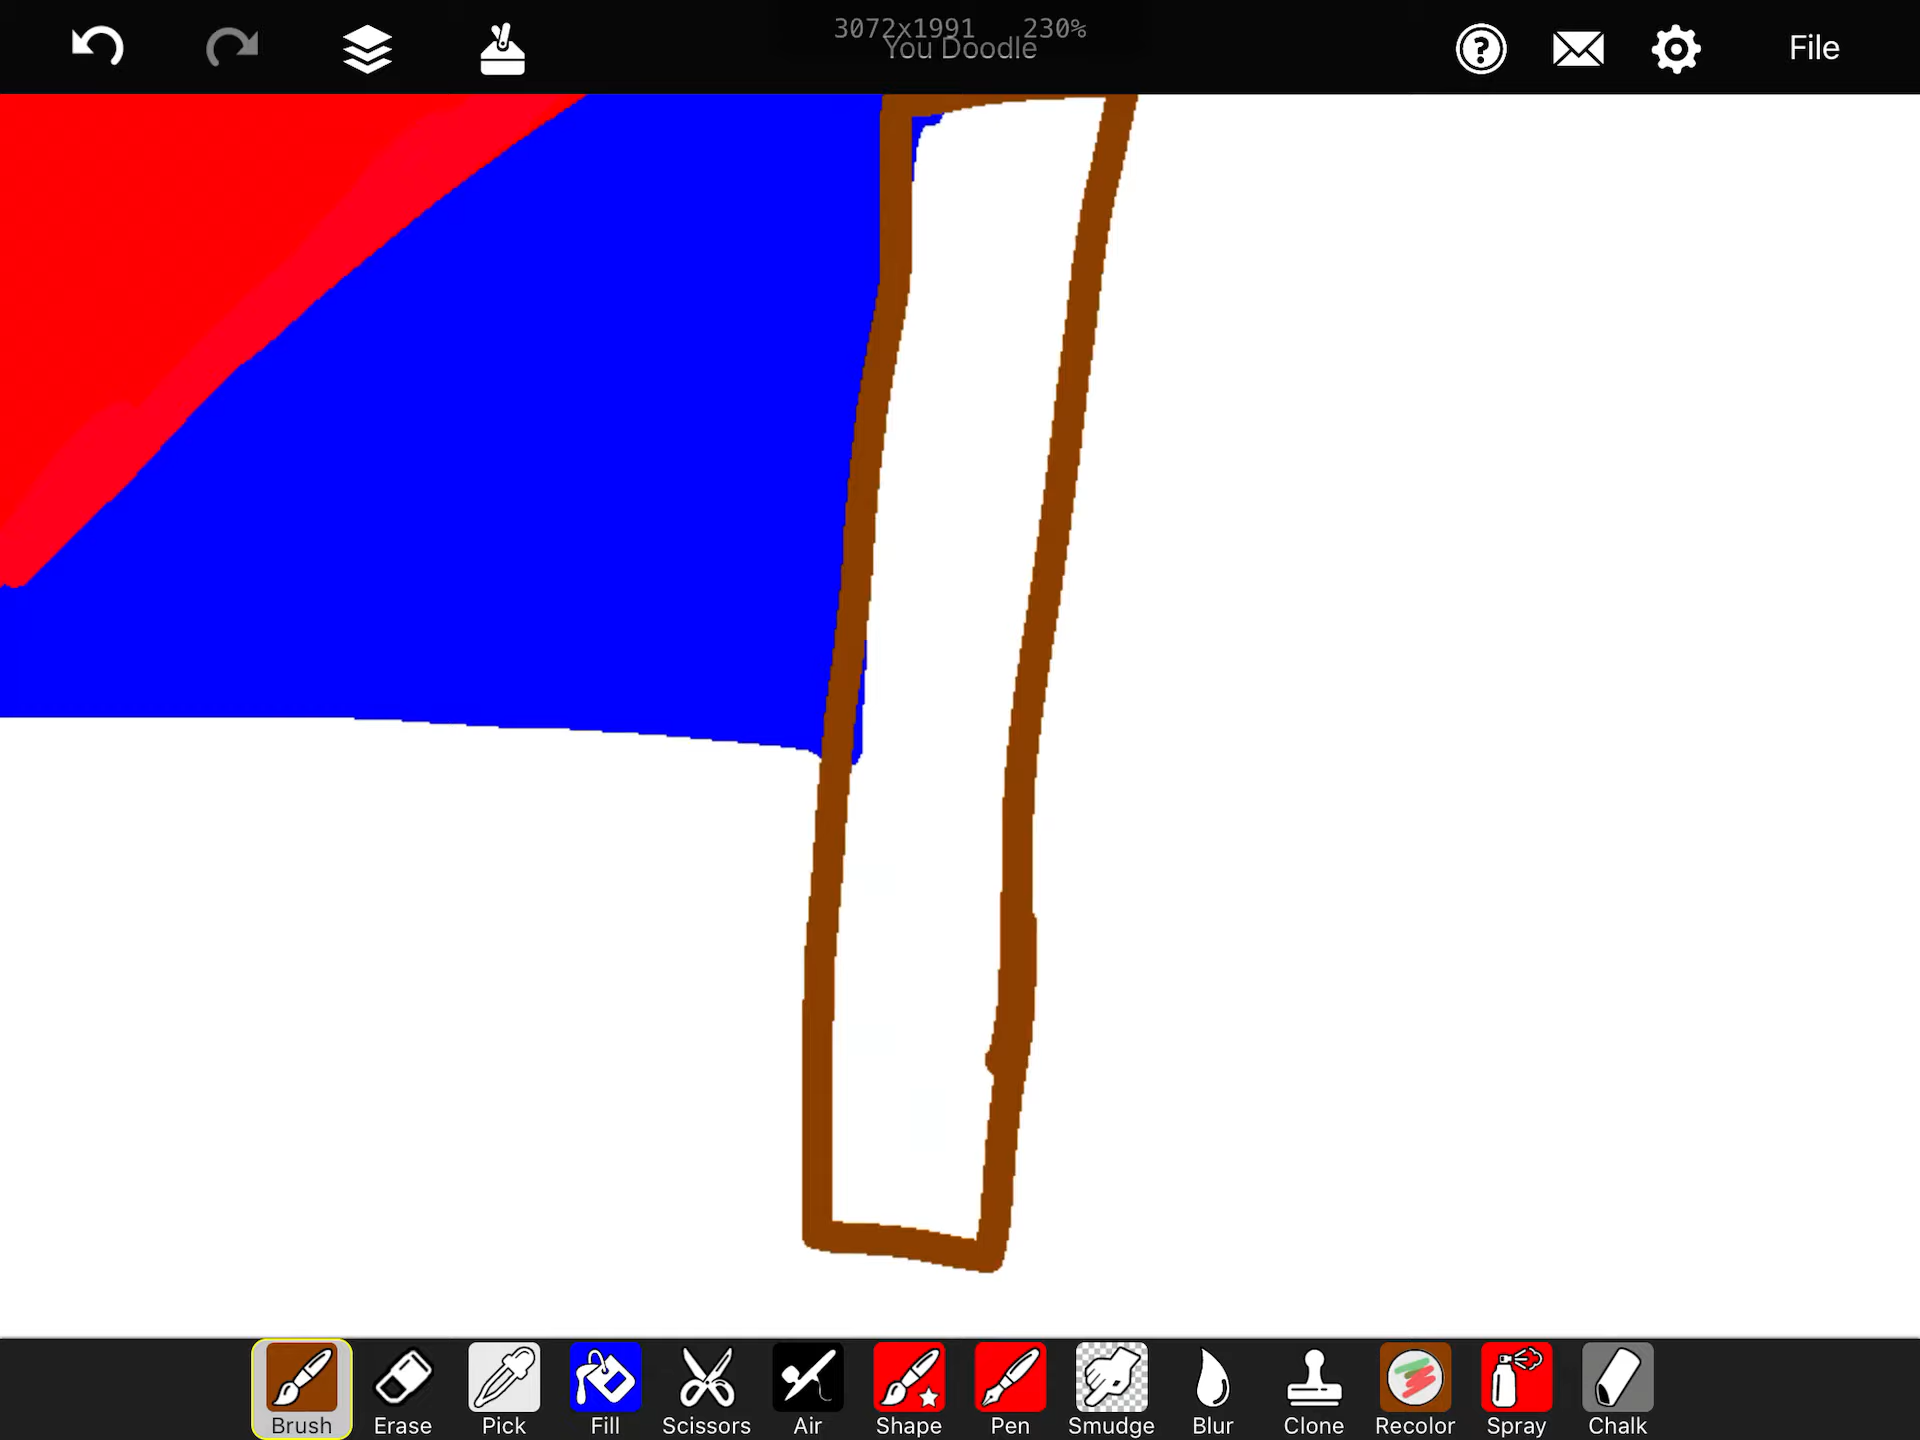 3072x1991 230%
You Doodle
File
Brush
Erase
Pick
Fill
Scissors
Air
Shape
Pen
Smudge
Blur
Clone
Recolor
Spray
Chalk